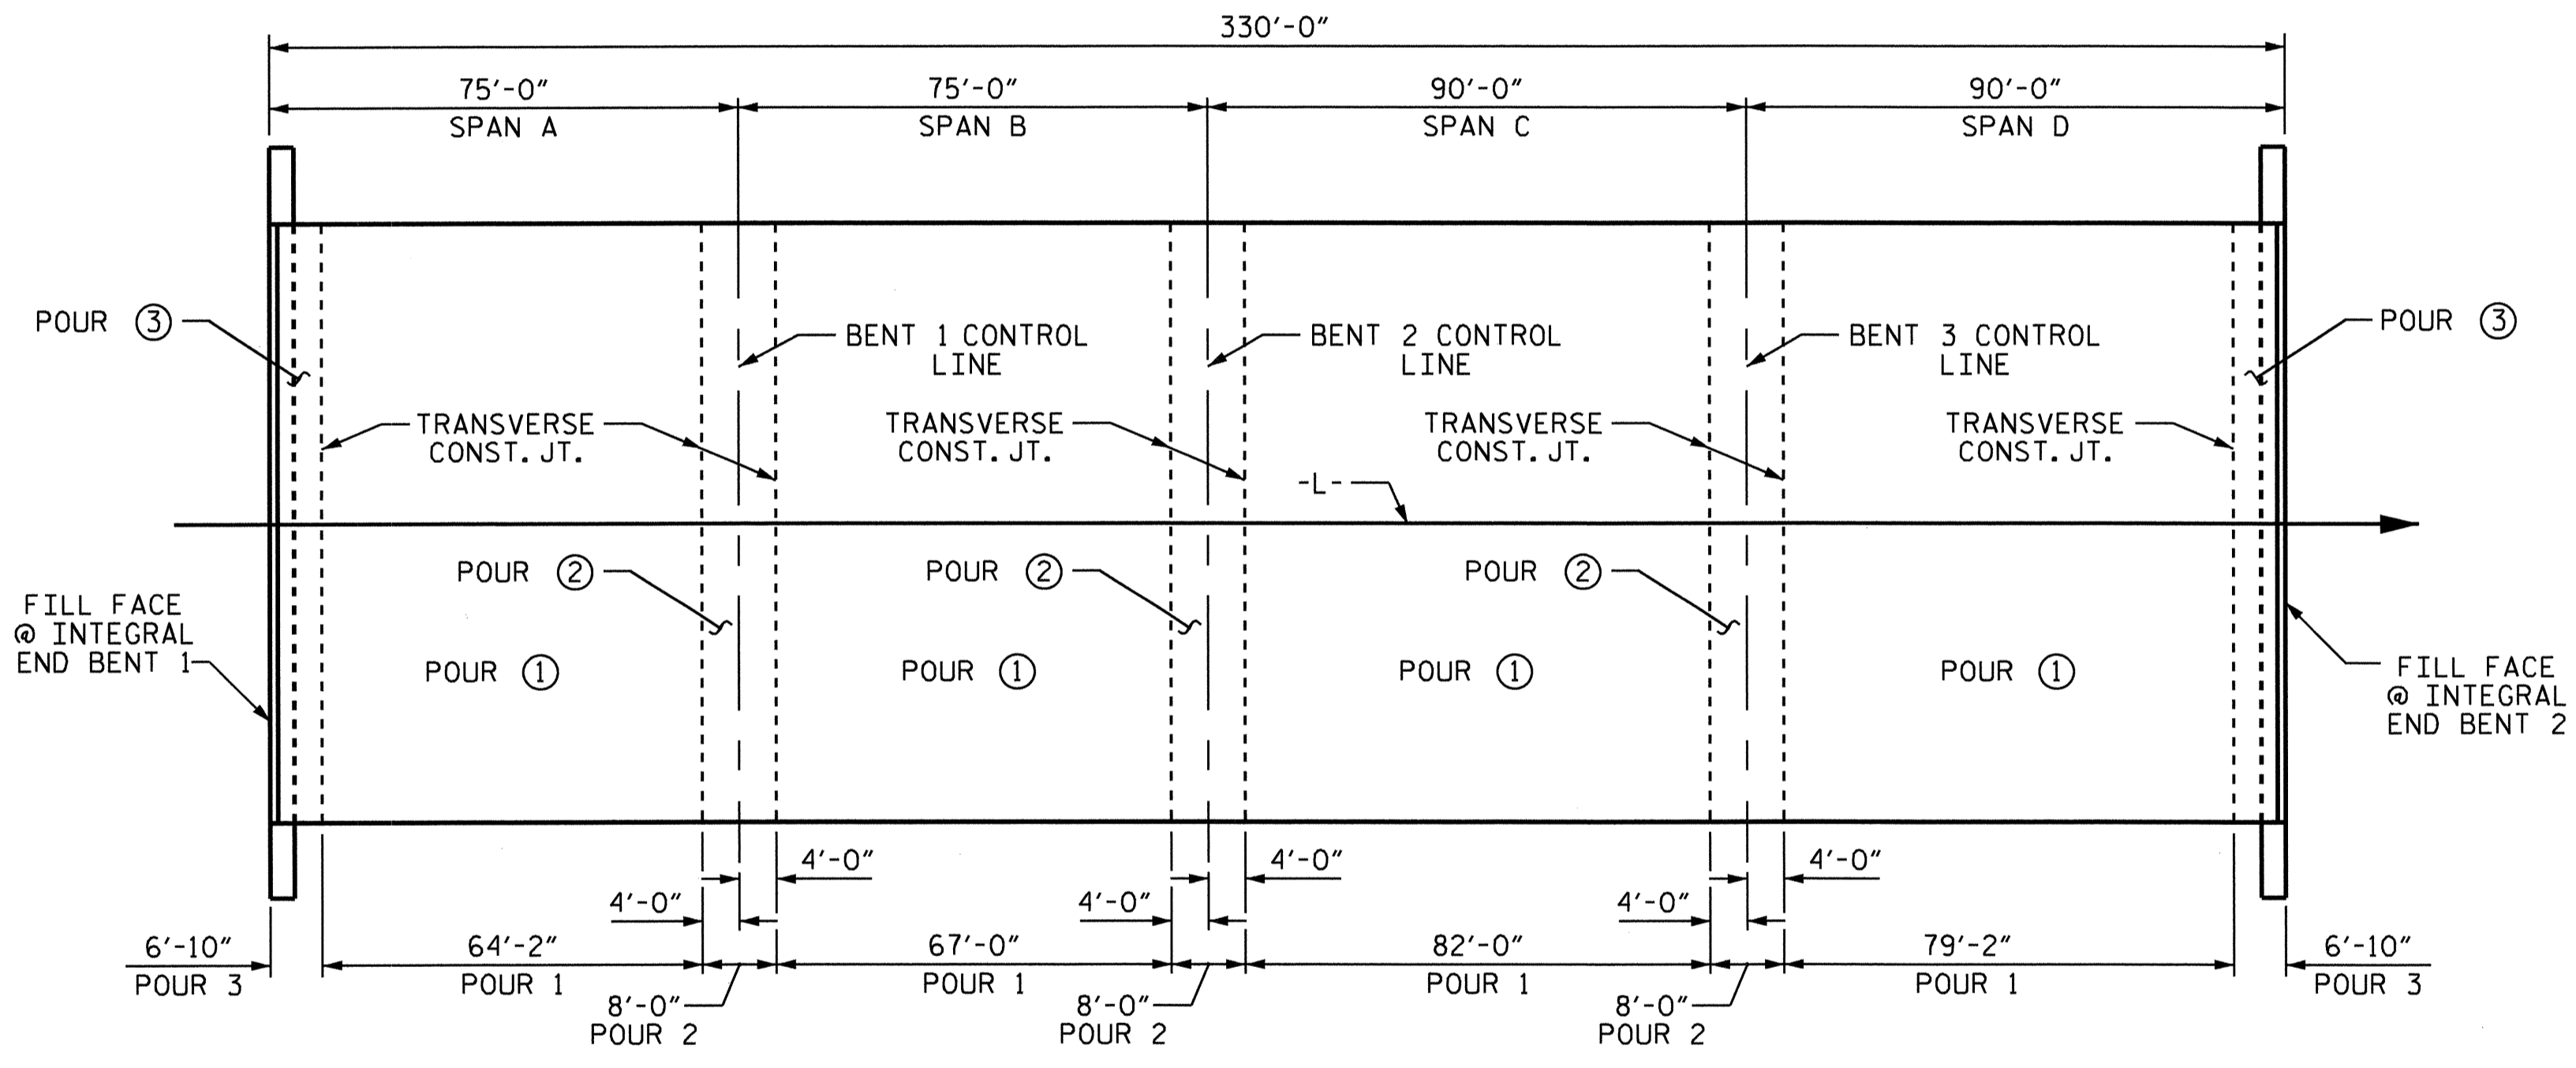 330'-0"
75'-0"
75'-0"
90'-0"
90'-0"
SPAN A
SPAN B
SPAN C
SPAN D
POUR 3
BENT 1 CONTROL
LINE
BENT 2 CONTROL
LINE
BENT 3 CONTROL
LINE
POUR 3
TRANSVERSE
CONST. JT.
TRANSVERSE
CONST. JT.
TRANSVERSE
CONST. JT.
TRANSVERSE
CONST. JT.
-L-
POUR 2
POUR 2
POUR 2
FILL FACE
@ INTEGRAL
END BENT 1
POUR 1
POUR 1
POUR 1
POUR 1
FILL FACE
@ INTEGRAL
END BENT 2
4'-0"
4'-0"
4'-0"
4'-0"
4'-0"
4'-0"
6'-10"
POUR 3
64'-2"
POUR 1
67'-0"
POUR 1
82'-0"
POUR 1
79'-2"
POUR 1
6'-10"
POUR 3
8'-0"
POUR 2
8'-0"
POUR 2
8'-0"
POUR 2